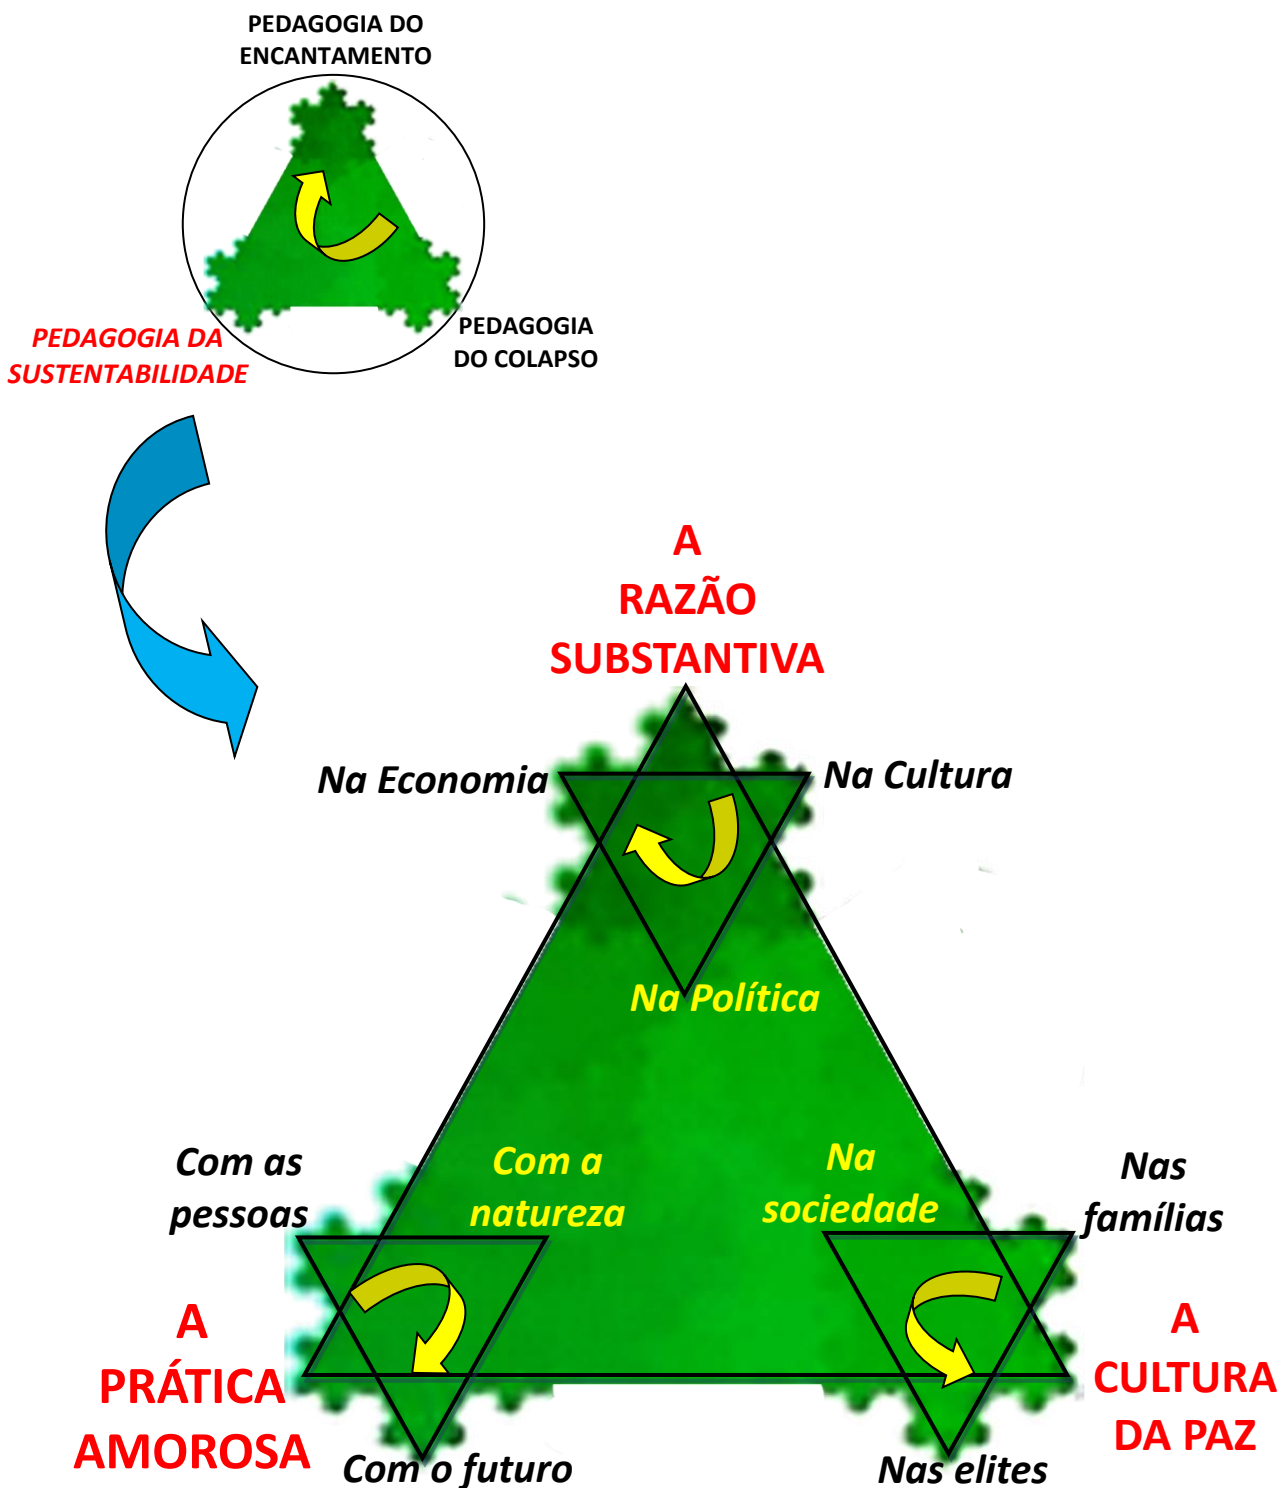 PEDAGOGIA DO
ENCANTAMENTO
PEDAGOGIA DA
SUSTENTABILIDADE
PEDAGOGIA
DO COLAPSO
A
RAZÃO
SUBSTANTIVA
Na Economia
Na Cultura
Na Política
Com as
pessoas
Com a
natureza
Na
sociedade
Nas
famílias
A
PRÁTICA
AMOROSA
A
CULTURA
DA PAZ
Com o futuro
Nas elites